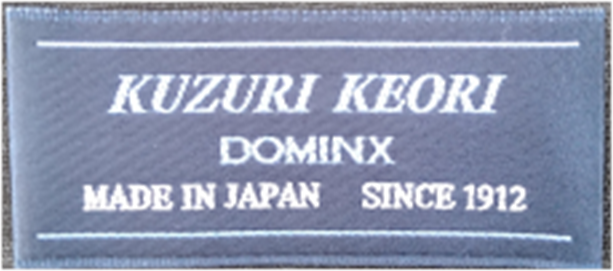 KUZURI KEORI
DOMINX
MADE IN JAPAN SINCE 1912